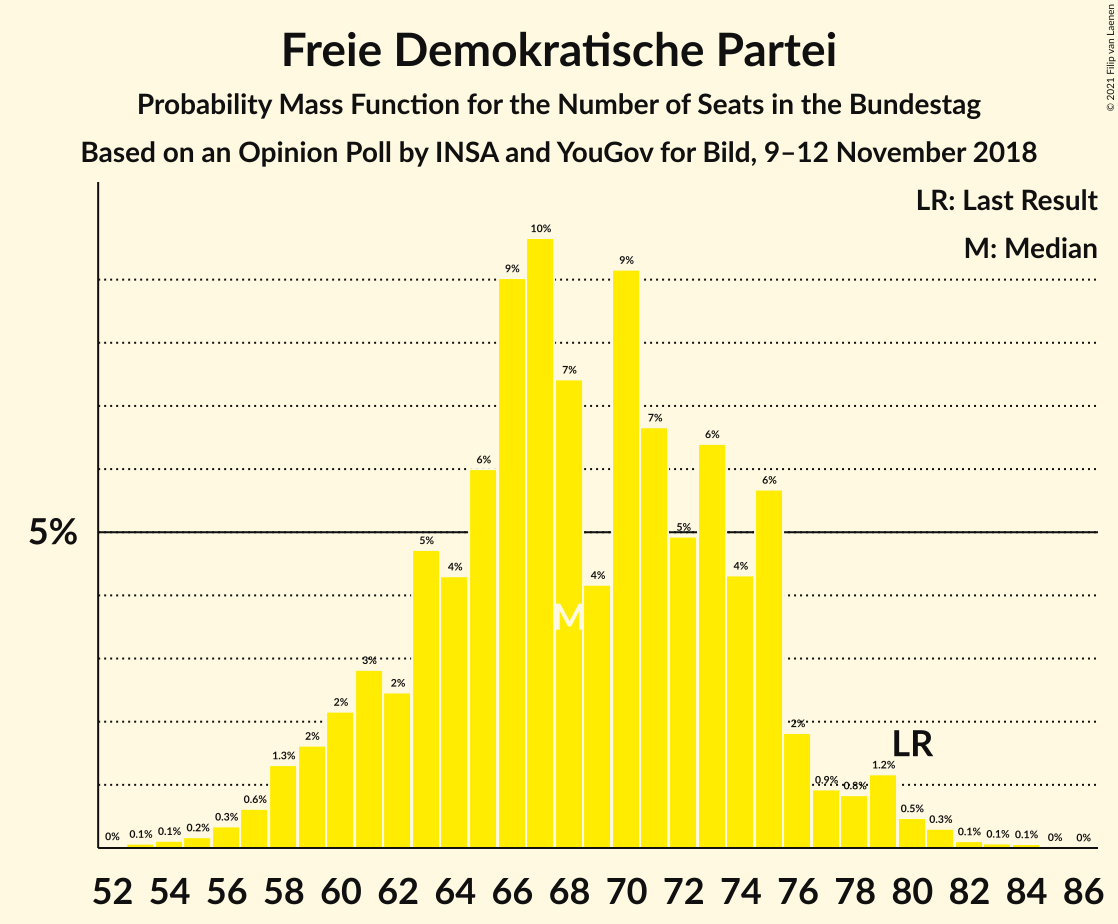 Freie Demokratische Partei
Probability Mass Function for the Number of Seats in the Bundestag
Based on an Opinion Poll by INSA and YouGov for Bild, 9–12 November 2018
© 2021 Filip van Laenen
LR: Last Result
M: Median
5%
0% 0.1% 0.1% 0.2% 0.3% 0.6% 1.3% 2% 2% 3% 2% 5% 4% 6% 9% 10% 7% 4% 9% 7% 5% 6% 4% 6% 2% 0.9% 0.8% 1.2% 0.5% 0.3% 0.1% 0.1% 0.1% 0% 0%
M
LR
52 54 56 58 60 62 64 66 68 70 72 74 76 78 80 82 84 86